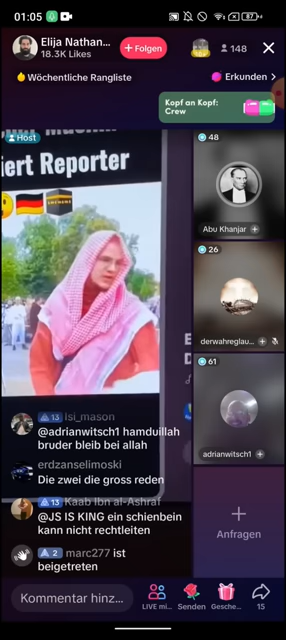 01:05
87
Elija Nathan...
18.3K Likes
+ Folgen
148
Wöchentliche Rangliste
Erkunden >
Kopf an Kopf:
Crew
Host
iert Reporter
48
Abu Khanjar
26
derwahreglau...
61
adrianwitsch1
13 Isi_mason
@adrianwitsch1 hamduillah
bruder bleib bei allah
erdzanselimoski
Die zwei die gross reden
13 Kaab Ibn al-Ashraf
@JS IS KING ein schienbein
kann nicht rechtleiten
2 marc277 ist
beigetreten
Anfragen
Kommentar hinz...
LIVE mi...
Senden
Gesche...
15